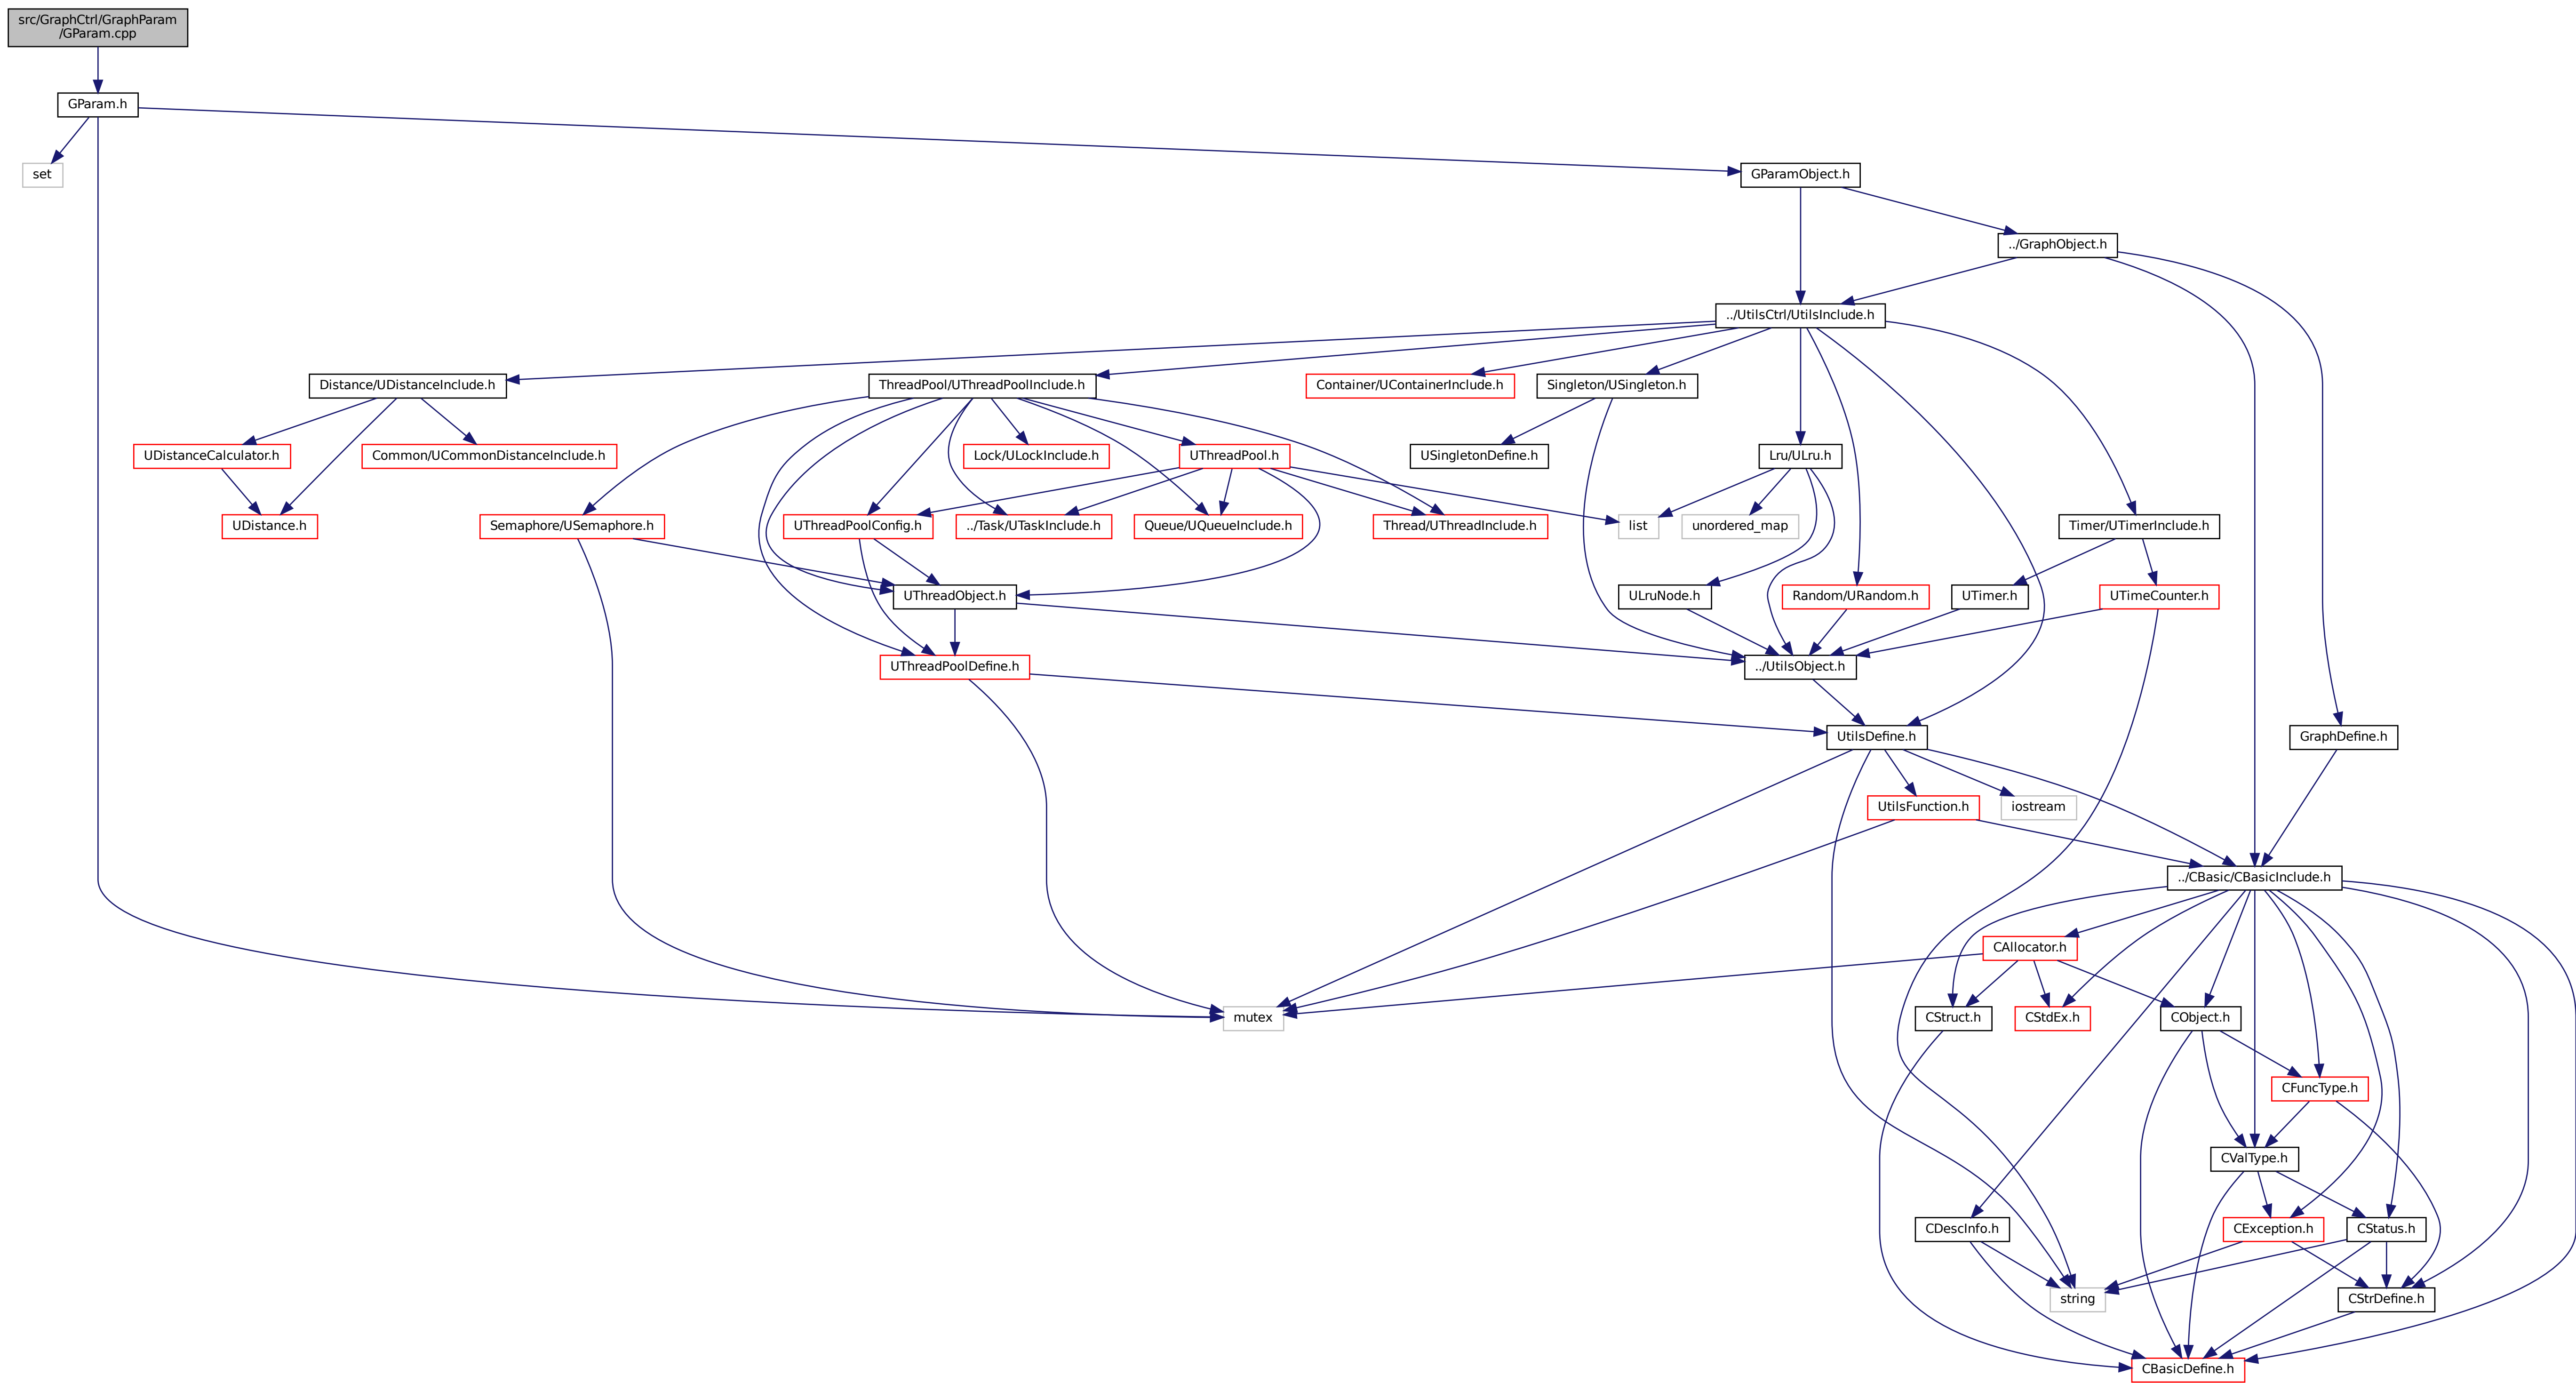 src/GraphCtrl/GraphParam
/GParam.cpp
GParam.h
set
GParamObject.h
../GraphObject.h
../UtilsCtrl/UtilsInclude.h
Distance/UDistanceInclude.h
ThreadPool/UThreadPoolInclude.h
Container/UContainerInclude.h
Singleton/USingleton.h
UDistanceCalculator.h
Common/UCommonDistanceInclude.h
Lock/ULockInclude.h
UThreadPool.h
USingletonDefine.h
Lru/ULru.h
UDistance.h
Semaphore/USemaphore.h
UThreadPoolConfig.h
../Task/UTaskInclude.h
Queue/UQueueInclude.h
Thread/UThreadInclude.h
list
unordered_map
Timer/UTimerInclude.h
UThreadObject.h
ULruNode.h
Random/URandom.h
UTimer.h
UTimeCounter.h
UThreadPoolDefine.h
../UtilsObject.h
UtilsDefine.h
GraphDefine.h
UtilsFunction.h
iostream
../CBasic/CBasicInclude.h
CAllocator.h
mutex
CStruct.h
CStdEx.h
CObject.h
CFuncType.h
CValType.h
CDescInfo.h
CException.h
CStatus.h
string
CStrDefine.h
CBasicDefine.h